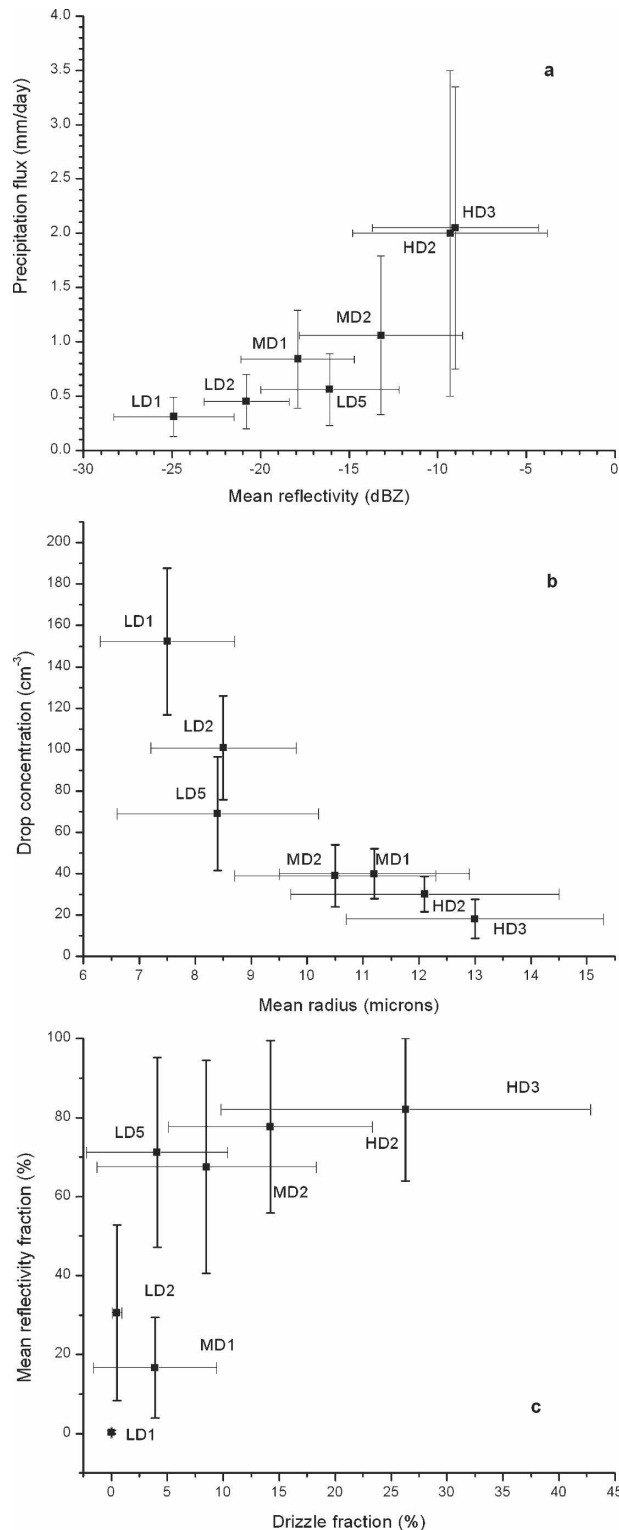 4.0
a
3.5
3.0
2.5
HD3
2.0
HD2
1.5
MD2
1.0
MD1
LD2
0.5
LD1
LD5
0.0
-30 -25 -20 -15 -10 -5 0
Precipitation flux (mm/day)
Mean reflectivity (dBZ)
200
b
180
160
LD1
140
120
LD2
100
80
LD5
60
MD2 MD1
40
HD2
20
HD3
0
6 7 8 9 10 11 12 13 14 15
Drop concentration (cm-3)
Mean radius (microns)
100
HD3
80
LD5
HD2
60
MD2
40
LD2
20
MD1
0
LD1
c
0 5 10 15 20 25 30 35 40 45
Mean reflectivity fraction (%)
Drizzle fraction (%)